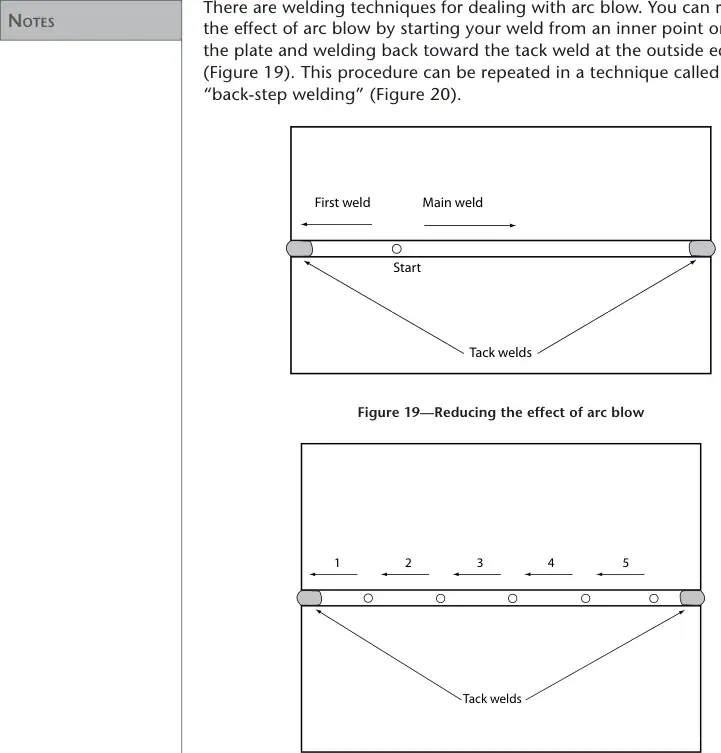 NOTES
There are welding techniques for dealing with arc blow. You can
the effect of arc blow by starting your weld from an inner point
the plate and welding back toward the tack weld at the outside
(Figure 19). This procedure can be repeated in a technique called
“back-step welding” (Figure 20).
First weld Main weld
Start
Tack welds
Figure 19—Reducing the effect of arc blow
1 2 3 4 5
Tack welds